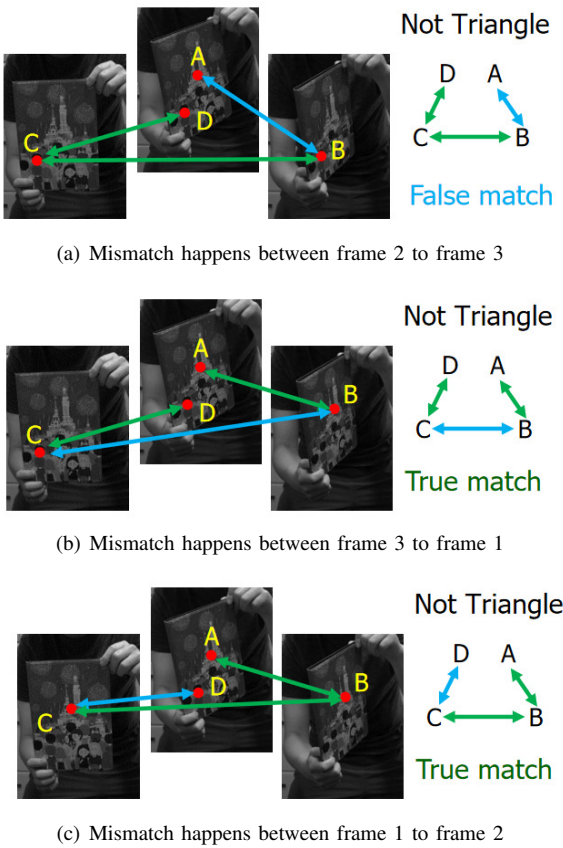 Not Triangle
A
D
C
B
D A
C B
False match
(a) Mismatch happens between frame 2 to frame 3
Not Triangle
A
D
C
B
D A
C B
True match
(b) Mismatch happens between frame 3 to frame 1
Not Triangle
A
D
C
B
D A
C B
True match
(c) Mismatch happens between frame 1 to frame 2